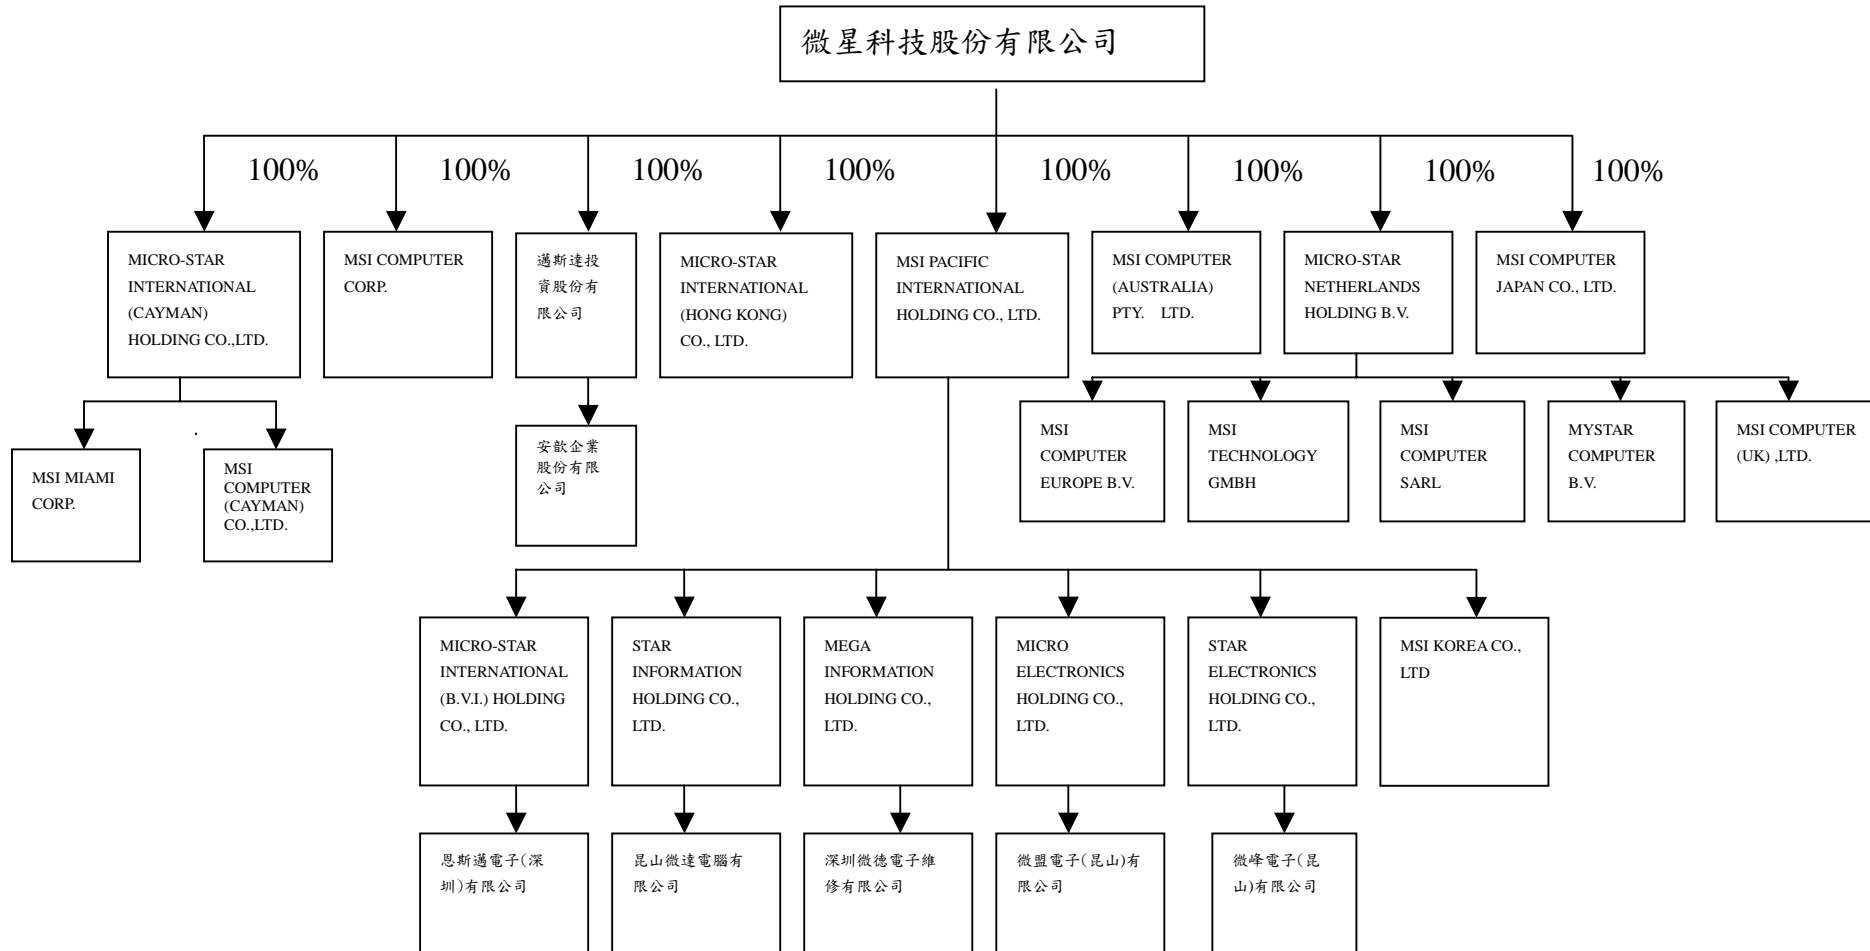 微星科技股份有限公司
100%
100%
100%
100%
100%
100%
100%
100%
MICRO-STAR
INTERNATIONAL
(CAYMAN)
HOLDING CO.,LTD.
MSI COMPUTER
CORP.
邁斯達投
資股份有
限公司
MICRO-STAR
INTERNATIONAL
(HONG KONG)
CO., LTD.
MSI PACIFIC
INTERNATIONAL
HOLDING CO., LTD.
MSI COMPUTER
(AUSTRALIA)
PTY. LTD.
MICRO-STAR
NETHERLANDS
HOLDING B.V.
MSI COMPUTER
JAPAN CO., LTD.
MSI MIAMI
CORP.
MSI
COMPUTER
(CAYMAN)
CO.,LTD.
安歆企業
股份有限
公司
MSI
COMPUTER
EUROPE B.V.
MSI
TECHNOLOGY
GMBH
MSI
COMPUTER
SARL
MYSTAR
COMPUTER
B.V.
MSI COMPUTER
(UK) ,LTD.
MICRO-STAR
INTERNATIONAL
(B.V.I.) HOLDING
CO., LTD.
STAR
INFORMATION
HOLDING CO.,
LTD.
MEGA
INFORMATION
HOLDING CO.,
LTD.
MICRO
ELECTRONICS
HOLDING CO.,
LTD.
STAR
ELECTRONICS
HOLDING CO.,
LTD.
MSI KOREA CO.,
LTD
恩斯邁電子(深
圳)有限公司
昆山微達電腦有
限公司
深圳微德電子維
修有限公司
微盟電子(昆山)有
限公司
微峰電子(昆
山)有限公司